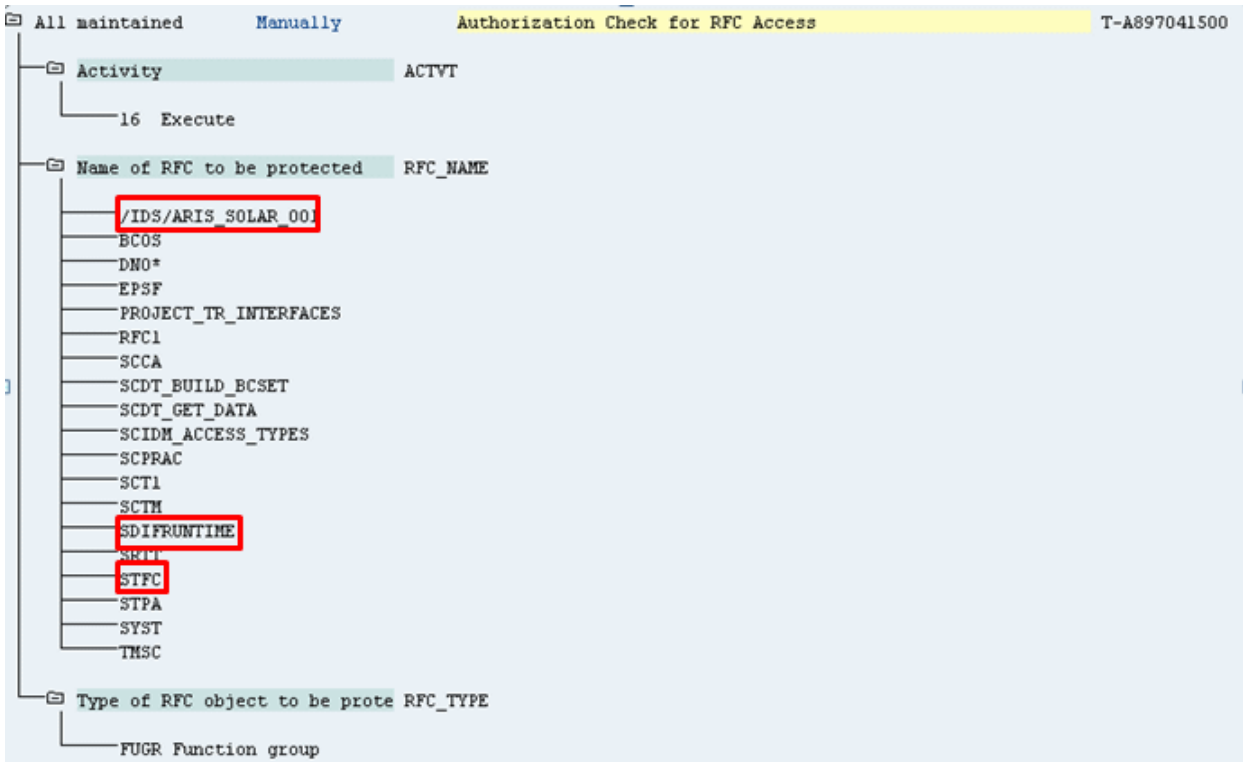 All maintained Manually Authorization Check for RFC Access T-A897041500
Activity ACTVT
16 Execute
Name of RFC to be protected RFC_NAME
/IDS/ARIS_SOLAR_001
BCOS
DNO*
EPSF
PROJECT_TR_INTERFACES
RFC1
SCCA
SCDT_BUILD_BCSET
SCDT_GET_DATA
SCIDM_ACCESS_TYPES
SCPRAC
SCT1
SCTM
SDIFRUNTIME
SRTT
STFC
STPA
SYST
TMSC
Type of RFC object to be prote RFC_TYPE
FUGR Function group